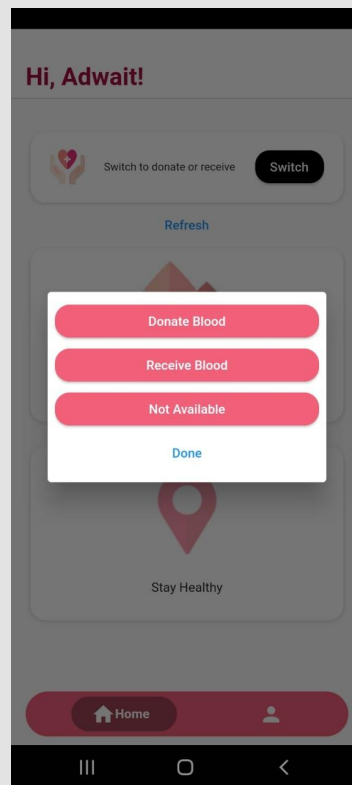 Hi, Adwait!
Switch to donate or receive
Switch
Refresh
Donate Blood
Receive Blood
Not Available
Done
Stay Healthy
Home